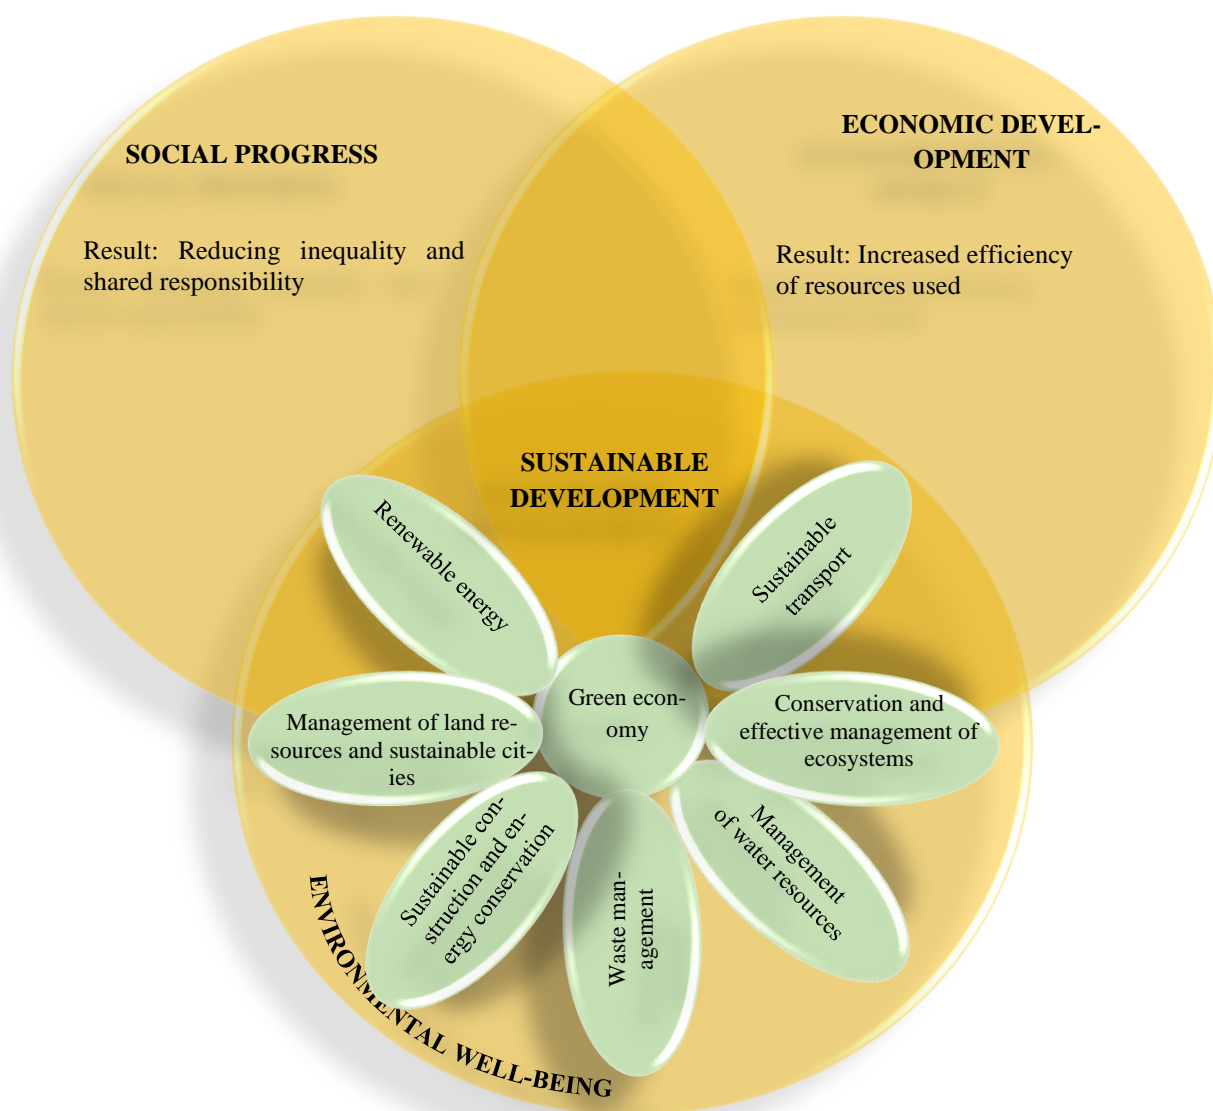 SOCIAL PROGRESS
Result: Reducing inequality and
shared responsibility
ECONOMIC DEVEL-
OPMENT
Result: Increased efficiency
of resources used
SUSTAINABLE
DEVELOPMENT
Renewable energy
Sustainable
transport
Green econ-
omy
Management of land re-
sources and sustainable cit-
ies
Conservation and
effective management of
ecosystems
Sustainable con-
struction and en-
ergy conservation
Waste man-
agement
Management
of water resources
ENVIRONMENTAL WELL-BEING